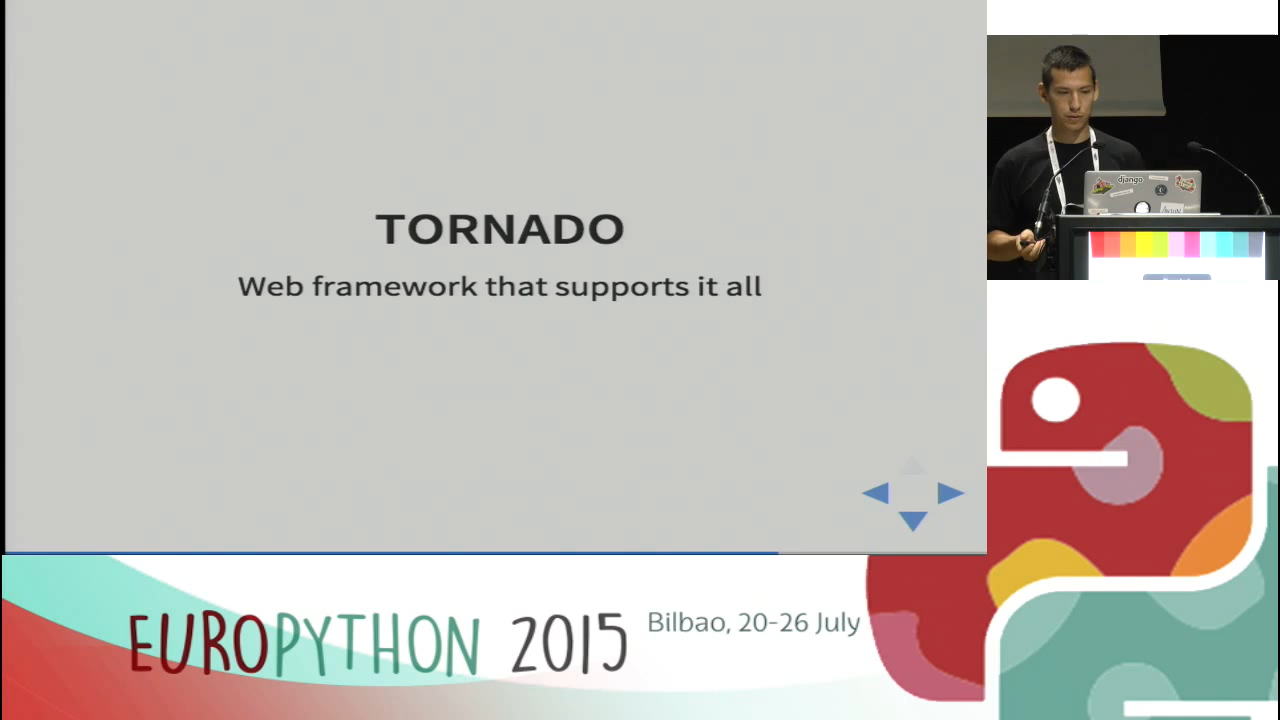 TORNADO
Web framework that supports it all
django
EUROPYTHON 2015
Bilbao, 20-26 July